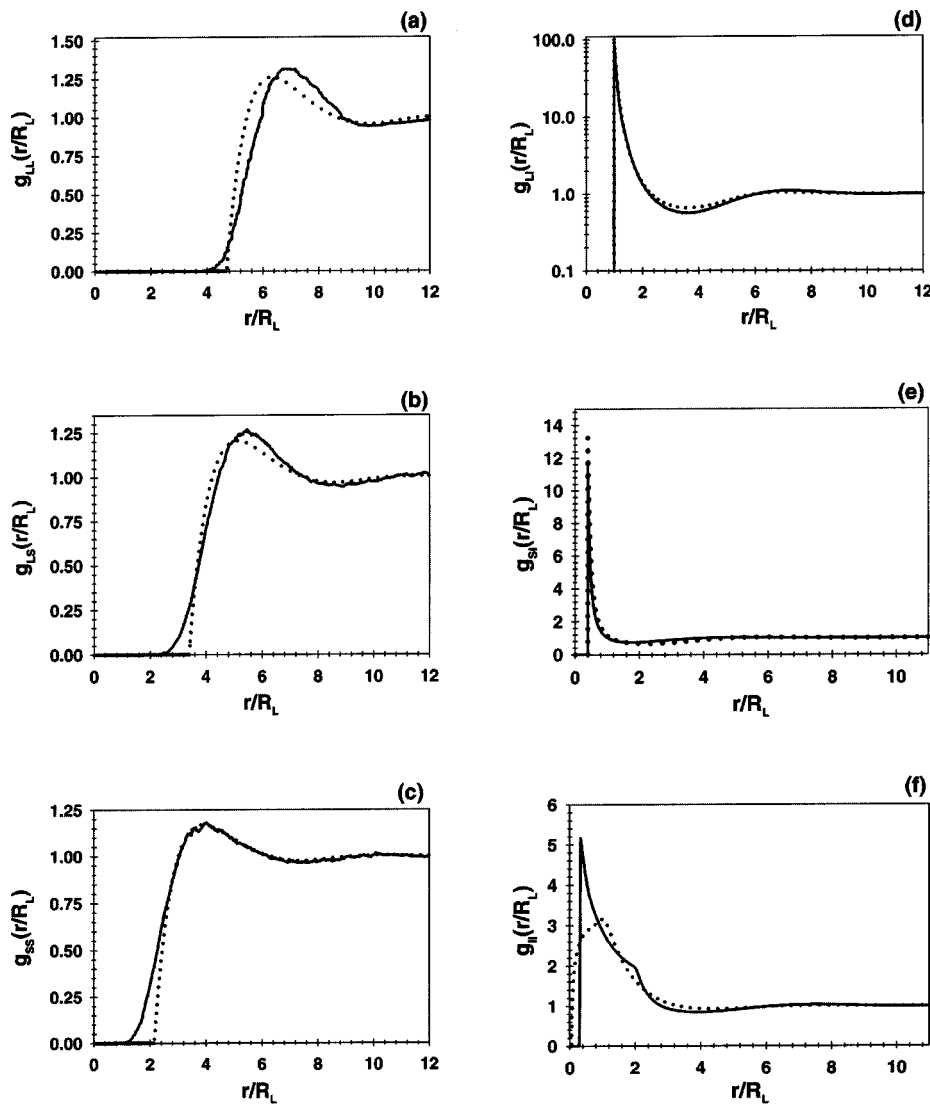 (a)
1.50
1.25
1.00
0.75
0.50
0.25
0.00
g_LL(r/R_L)
0 2 4 6 8 10 12
r/R_L
(b)
1.25
1.00
0.75
0.50
0.25
0.00
g_LS(r/R_L)
0 2 4 6 8 10 12
r/R_L
(c)
1.25
1.00
0.75
0.50
0.25
0.00
g_SS(r/R_L)
0 2 4 6 8 10 12
r/R_L
(d)
100.0
10.0
1.0
0.1
g_LI(r/R_L)
0 2 4 6 8 10 12
r/R_L
(e)
14
12
10
8
6
4
2
0
g_SI(r/R_L)
0 2 4 6 8 10
r/R_L
(f)
6
5
4
3
2
1
0
g_II(r/R_L)
0 2 4 6 8 10
r/R_L